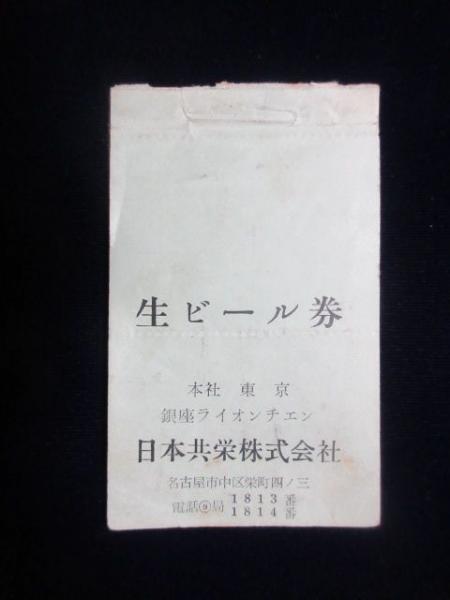 生ビール券
本社 東京
銀座ライオンチエン
日本共栄株式会社
名古屋市中区栄町四ノ三
電話⑨局 1813番
1814番